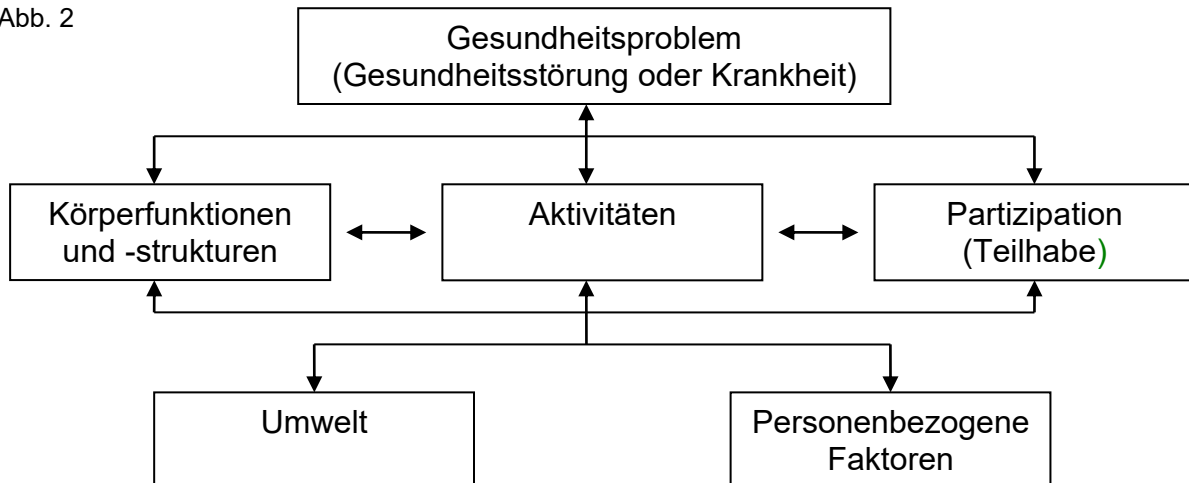 Abb. 2
Gesundheitsproblem
(Gesundheitsstörung oder Krankheit)
Körperfunktionen
und -strukturen
Aktivitäten
Partizipation
(Teilhabe)
Umwelt
Personenbezogene
Faktoren